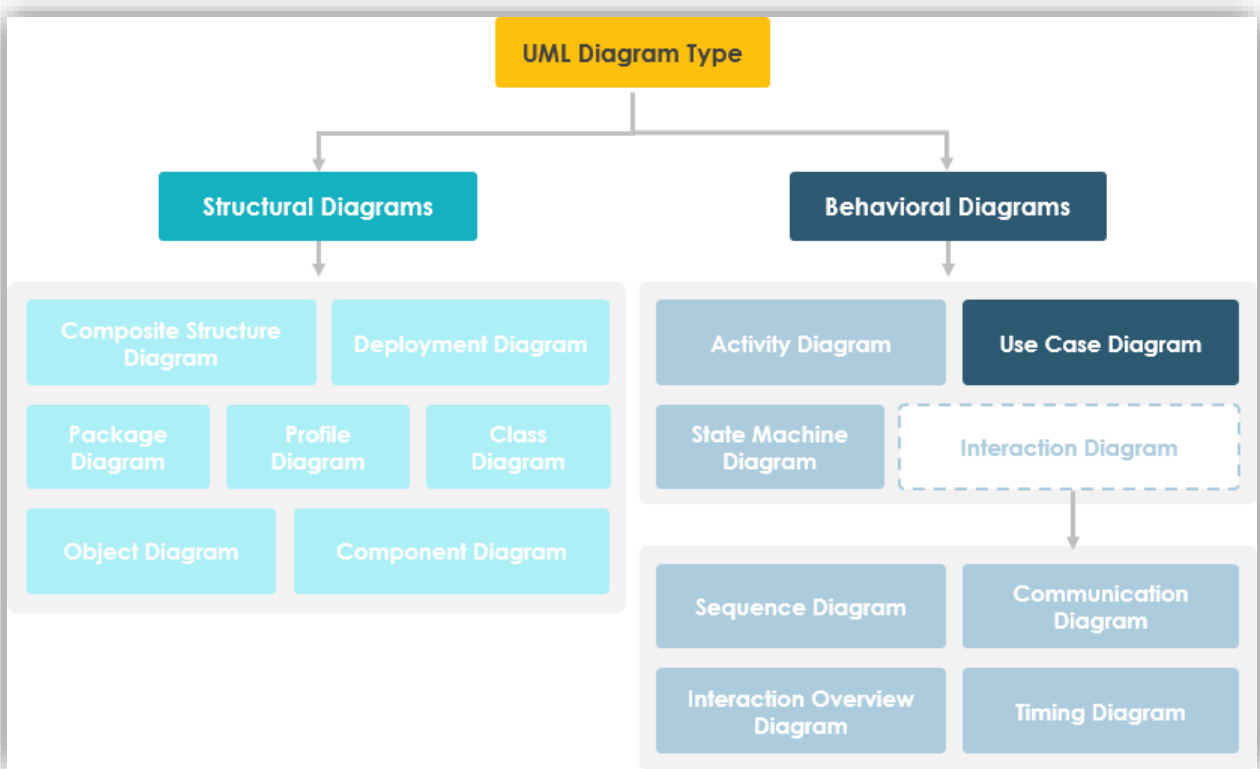 UML Diagram Type
Structural Diagrams
Behavioral Diagrams
Composite Structure
Diagram
Deployment Diagram
Package
Diagram
Profile
Diagram
Class
Diagram
Object Diagram
Component Diagram
Activity Diagram
Use Case Diagram
State Machine
Diagram
Interaction Diagram
Sequence Diagram
Communication
Diagram
Interaction Overview
Diagram
Timing Diagram